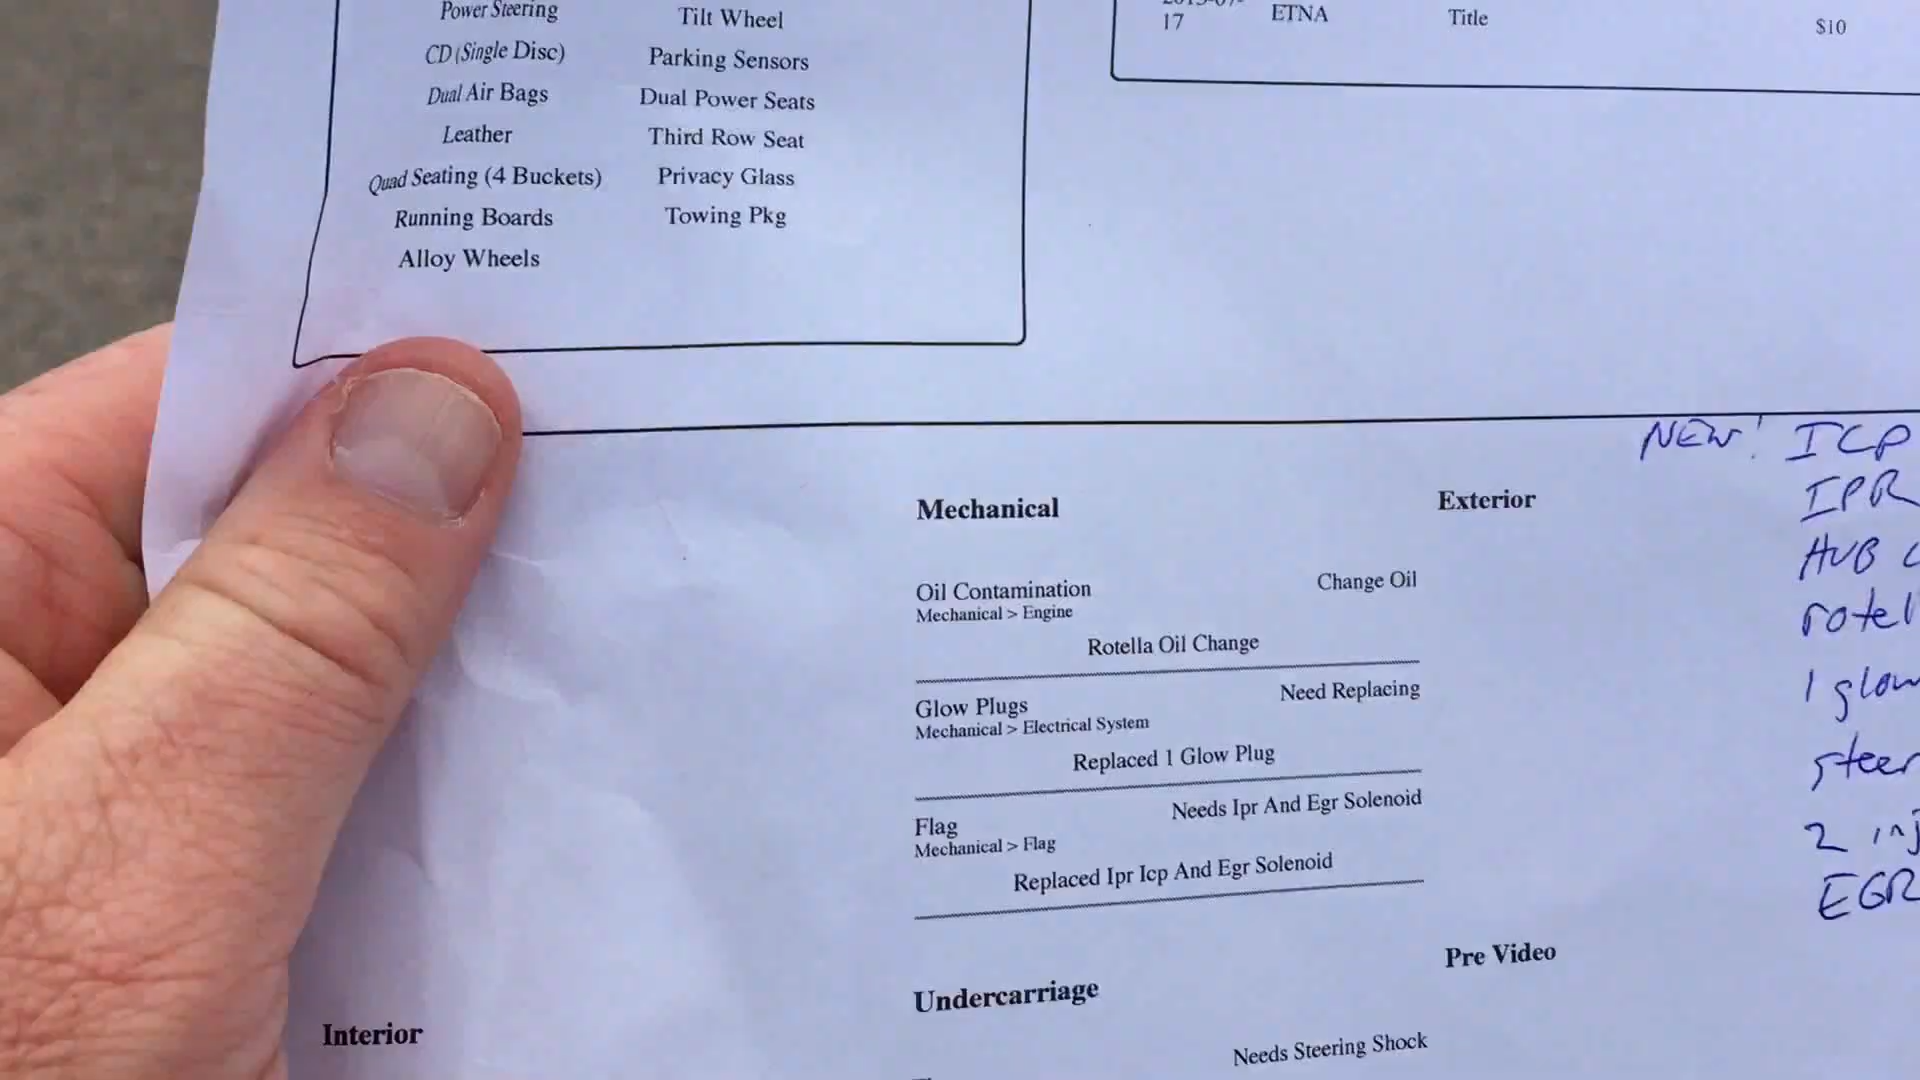 Power Steering
Tilt Wheel
CD (Single Disc)
Parking Sensors
Dual Air Bags
Dual Power Seats
Leather
Third Row Seat
Quad Seating (4 Buckets)
Privacy Glass
Running Boards
Towing Pkg
Alloy Wheels
17
ETNA
Title
$10
NEW! ICP
IPR
HUB
rotel
1 glow
steer
2 inj
EGR
Mechanical
Oil Contamination
Change Oil
Mechanical > Engine
Rotella Oil Change
Glow Plugs
Need Replacing
Mechanical > Electrical System
Replaced 1 Glow Plug
Flag
Needs Ipr And Egr Solenoid
Mechanical > Flag
Replaced Ipr Icp And Egr Solenoid
Exterior
Pre Video
Undercarriage
Needs Steering Shock
Interior